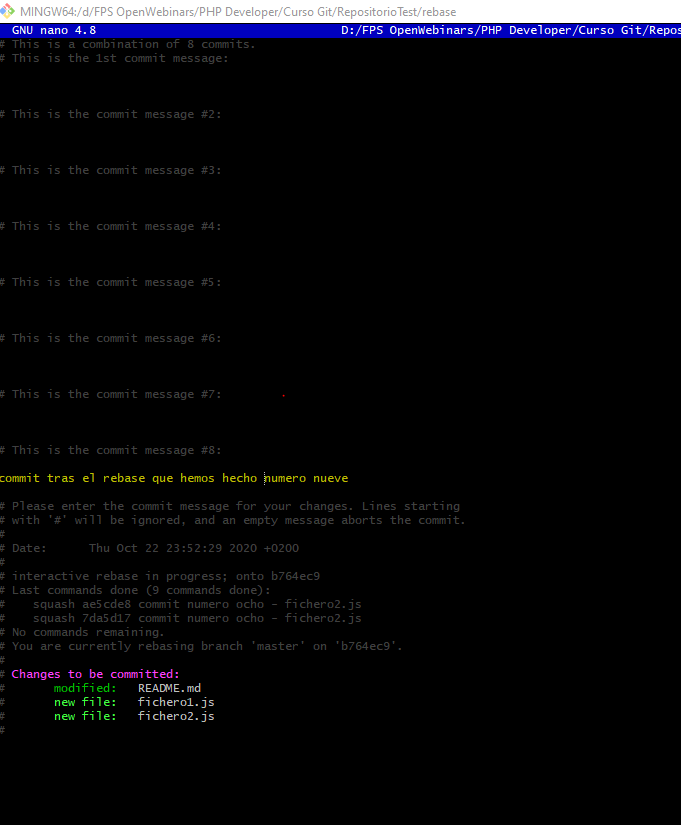 MINGW64:/d/FPS OpenWebinars/PHP Developer/Curso Git/RepositorioTest/rebase
GNU nano 4.8 D:/FPS OpenWebinars/PHP Developer/Curso Git/Repos
# This is a combination of 8 commits.
# This is the 1st commit message:
# This is the commit message #2:
# This is the commit message #3:
# This is the commit message #4:
# This is the commit message #5:
# This is the commit message #6:
# This is the commit message #7:
# This is the commit message #8:
commit tras el rebase que hemos hecho numero nueve
# Please enter the commit message for your changes. Lines starting
# with '#' will be ignored, and an empty message aborts the commit.
#
# Date: Thu Oct 22 23:52:29 2020 +0200
#
# interactive rebase in progress; onto b764ec9
# Last commands done (9 commands done):
# squash ae5cde8 commit numero ocho - fichero2.js
# squash 7da5d17 commit numero ocho - fichero2.js
# No commands remaining.
# You are currently rebasing branch 'master' on 'b764ec9'.
#
# Changes to be committed:
# modified: README.md
# new file: fichero1.js
# new file: fichero2.js
#